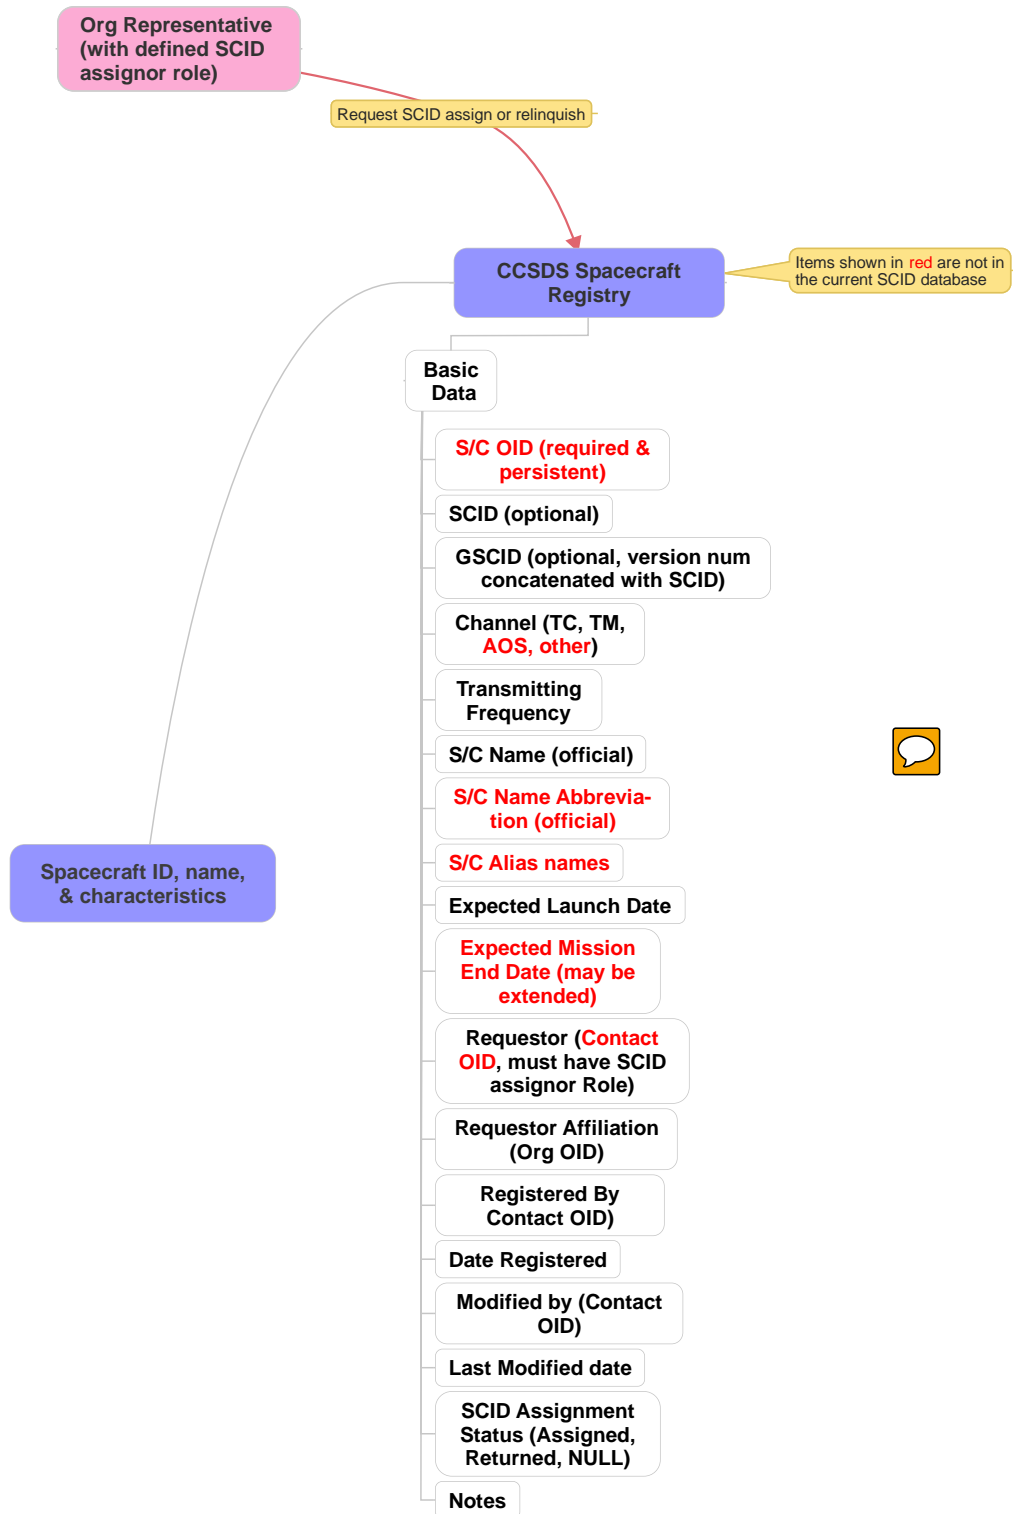 Org Representative
(with defined SCID
assignor role)
Request SCID assign or relinquish
CCSDS Spacecraft
Registry
Items shown in red are not in
the current SCID database
Basic
Data
S/C OID (required &
persistent)
SCID (optional)
GSCID (optional, version num
concatenated with SCID)
Channel (TC, TM,
AOS, other)
Transmitting
Frequency
S/C Name (official)
S/C Name Abbrevia-
tion (official)
S/C Alias names
Spacecraft ID, name,
& characteristics
Expected Launch Date
Expected Mission
End Date (may be
extended)
Requestor (Contact
OID, must have SCID
assignor Role)
Requestor Affiliation
(Org OID)
Registered By
Contact OID)
Date Registered
Modified by (Contact
OID)
Last Modified date
SCID Assignment
Status (Assigned,
Returned, NULL)
Notes